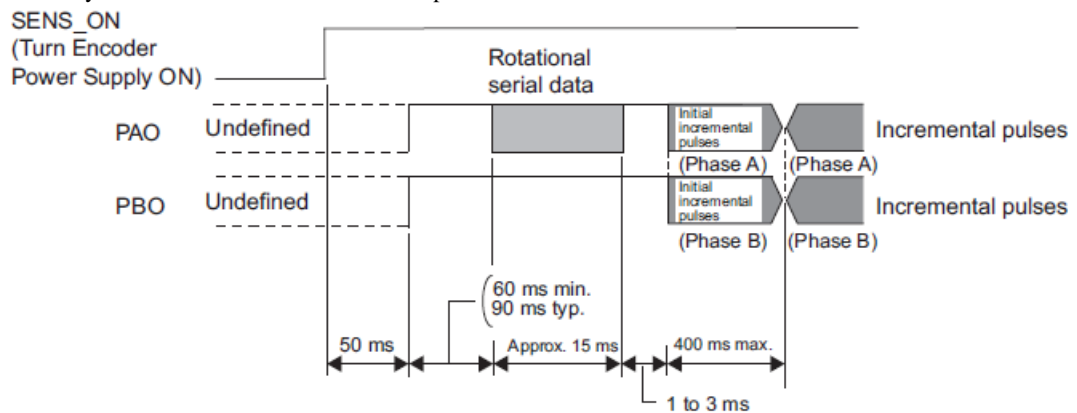 SENS_ON
(Turn Encoder
Power Supply ON)
Rotational
serial data
PAO
Undefined
Initial
incremental
pulses
Incremental pulses
(Phase A)
(Phase A)
PBO
Undefined
Initial
incremental
pulses
Incremental pulses
(Phase B)
(Phase B)
60 ms min.
90 ms typ.
50 ms
Approx. 15 ms
400 ms max.
1 to 3 ms